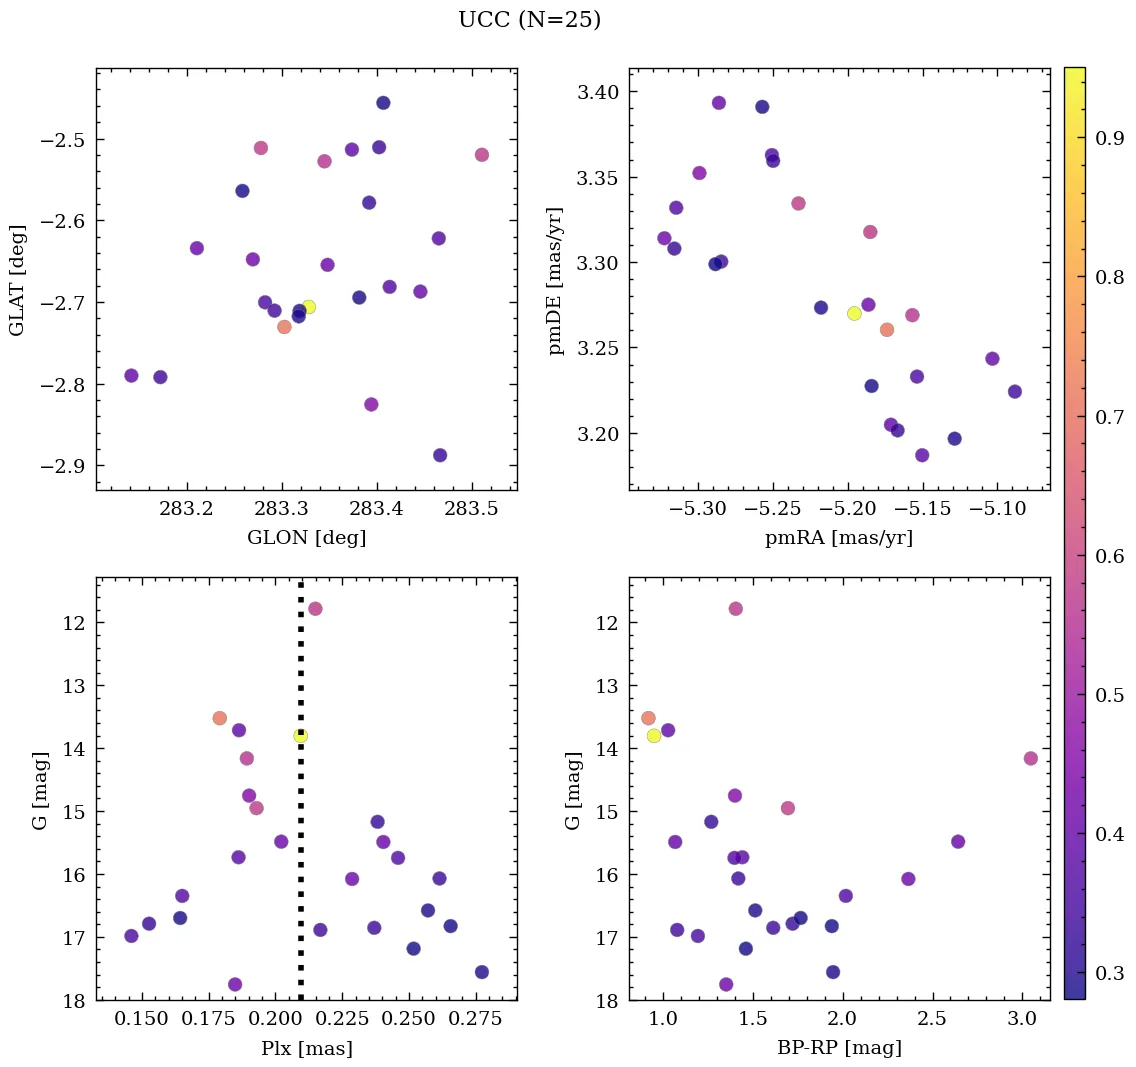 UCC (N=25)
GLAT [deg]
−2.5
−2.6
−2.7
−2.8
−2.9
283.2 283.3 283.4 283.5
GLON [deg]
pmDE [mas/yr]
3.40
3.35
3.30
3.25
3.20
−5.30 −5.25 −5.20 −5.15 −5.10
pmRA [mas/yr]
G [mag]
12
13
14
15
16
17
18
0.150 0.175 0.200 0.225 0.250 0.275
Plx [mas]
G [mag]
12
13
14
15
16
17
18
1.0 1.5 2.0 2.5 3.0
BP-RP [mag]
0.9
0.8
0.7
0.6
0.5
0.4
0.3